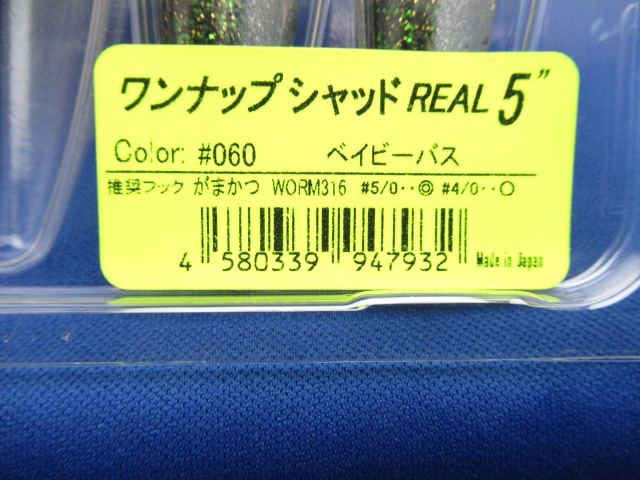 ワンナップシャッド REAL 5"
Color: #060 ベイビーバス
推奨フック がまかつ WORM316 #5/0‥◎ #4/0‥○
4 580339 947932 Made in Japan